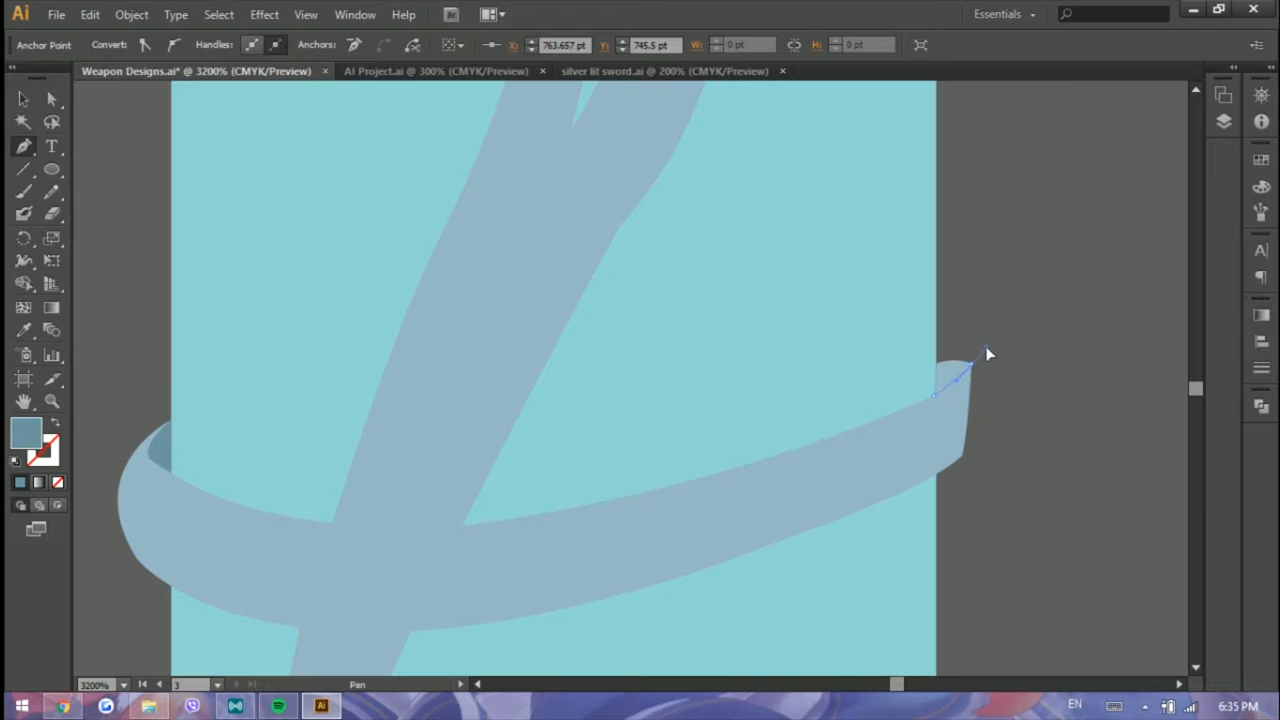 Ai File Edit Object Type Select Effect View Window Help Br Essentials
Anchor Point Convert: Handles: Anchors: X: 763.657 pt Y: 745.5 pt W: 0 pt H: 0 pt
Weapon Designs.ai* @ 3200% (CMYK/Preview) × AI Project.ai @ 300% (CMYK/Preview) × silver lit sword.ai @ 200% (CMYK/Preview) ×
3200% 3 Pen
Ai EN 6:35 PM